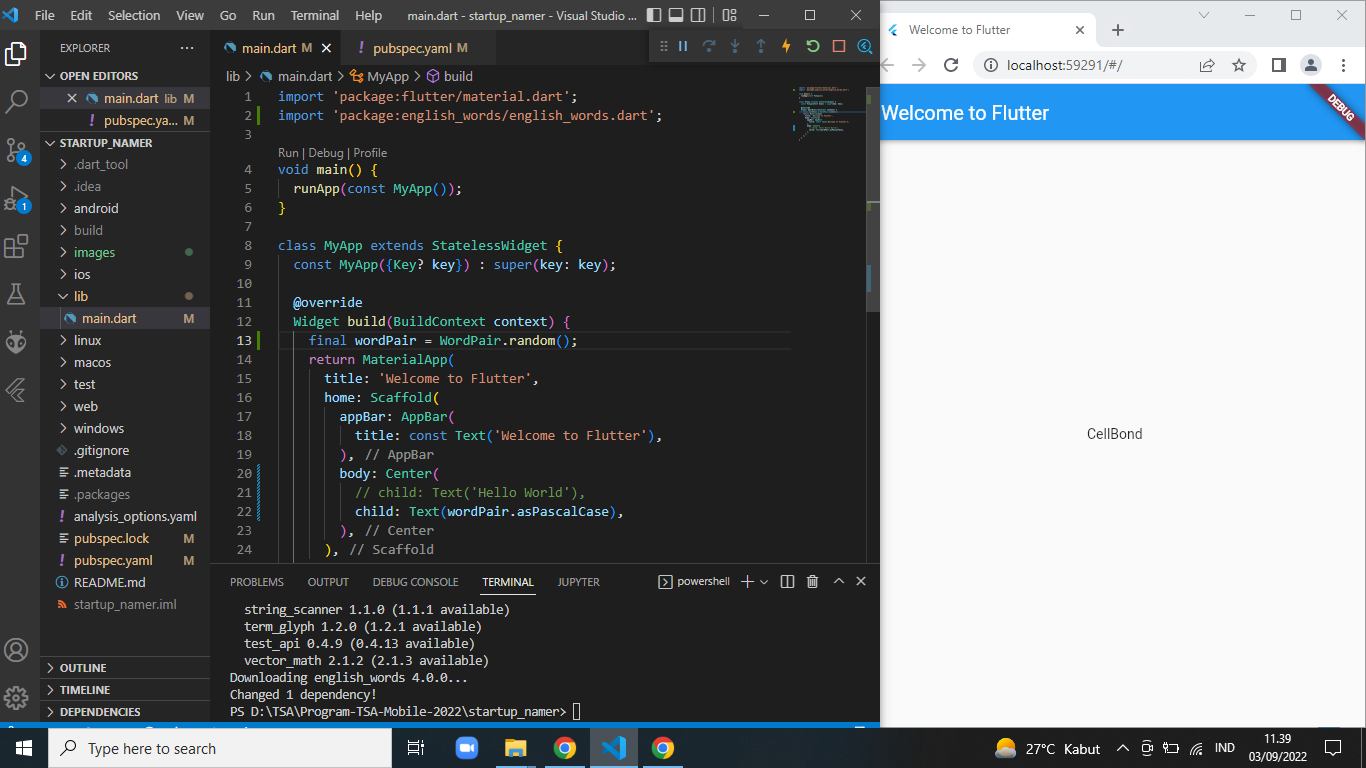 File Edit Selection View Go Run Terminal Help main.dart - startup_namer - Visual Studio ...
EXPLORER
OPEN EDITORS
main.dart lib M
pubspec.ya... M
STARTUP_NAMER
.dart_tool
.idea
android
build
images
ios
lib
main.dart M
linux
macos
test
web
windows
.gitignore
.metadata
.packages
analysis_options.yaml
pubspec.lock M
pubspec.yaml M
README.md
startup_namer.iml
OUTLINE
TIMELINE
DEPENDENCIES
4
1
main.dart M pubspec.yaml M
lib > main.dart > MyApp > build
1 import 'package:flutter/material.dart';
2 import 'package:english_words/english_words.dart';
3
Run | Debug | Profile
4 void main() {
5 runApp(const MyApp());
6 }
7
8 class MyApp extends StatelessWidget {
9 const MyApp({Key? key}) : super(key: key);
10
11 @override
12 Widget build(BuildContext context) {
13 final wordPair = WordPair.random();
14 return MaterialApp(
15 title: 'Welcome to Flutter',
16 home: Scaffold(
17 appBar: AppBar(
18 title: const Text('Welcome to Flutter'),
19 ), // AppBar
20 body: Center(
21 // child: Text('Hello World'),
22 child: Text(wordPair.asPascalCase),
23 ), // Center
24 ), // Scaffold
PROBLEMS OUTPUT DEBUG CONSOLE TERMINAL JUPYTER powershell
string_scanner 1.1.0 (1.1.1 available)
term_glyph 1.2.0 (1.2.1 available)
test_api 0.4.9 (0.4.13 available)
vector_math 2.1.2 (2.1.3 available)
Downloading english_words 4.0.0...
Changed 1 dependency!
PS D:\TSA\Program-TSA-Mobile-2022\startup_namer>
Welcome to Flutter
localhost:59291/#/
Welcome to Flutter
DEBUG
CellBond
Type here to search
27°C Kabut
IND
11.39
03/09/2022